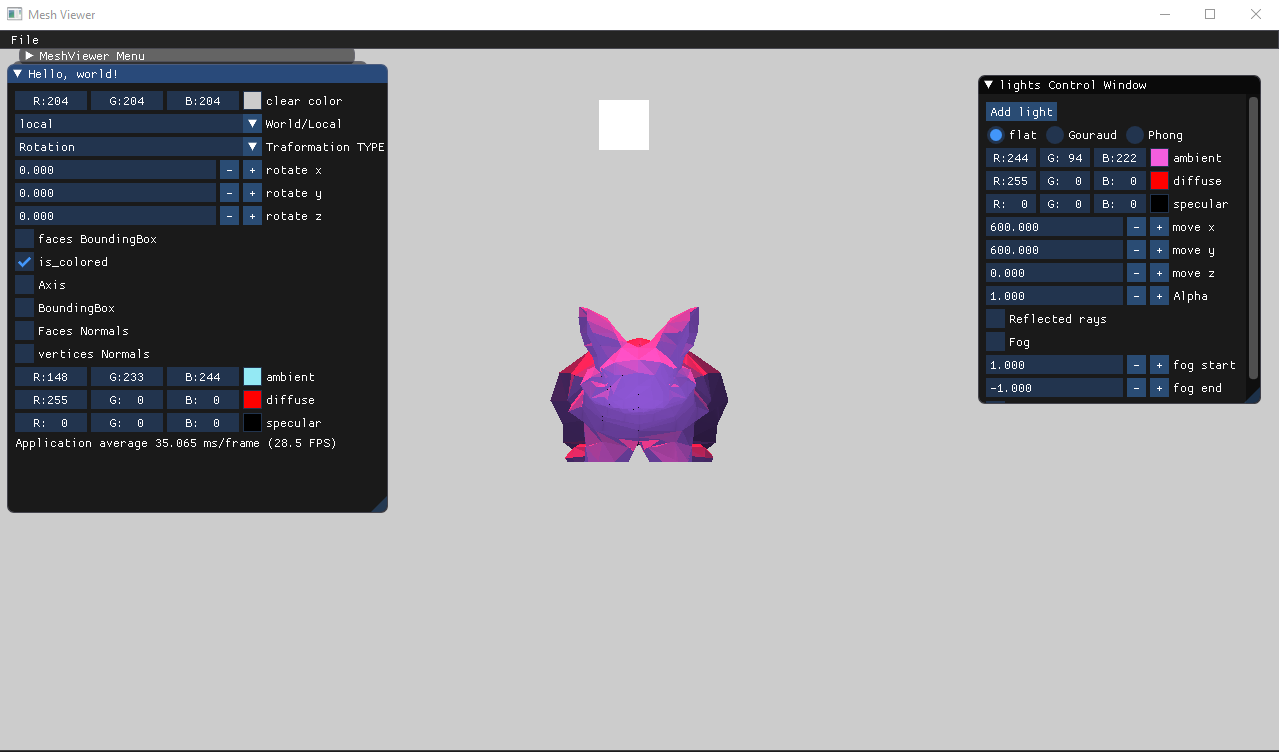 Mesh Viewer
File
MeshViewer Menu
Hello, world!
R:204 G:204 B:204 clear color
local World/Local
Rotation Traformation TYPE
0.000 - + rotate x
0.000 - + rotate y
0.000 - + rotate z
faces BoundingBox
is_colored
Axis
BoundingBox
Faces Normals
vertices Normals
R:148 G:233 B:244 ambient
R:255 G: 0 B: 0 diffuse
R: 0 G: 0 B: 0 specular
Application average 35.065 ms/frame (28.5 FPS)
lights Control Window
Add light
flat Gouraud Phong
R:244 G: 94 B:222 ambient
R:255 G: 0 B: 0 diffuse
R: 0 G: 0 B: 0 specular
600.000 - + move x
600.000 - + move y
0.000 - + move z
1.000 - + Alpha
Reflected rays
Fog
1.000 - + fog start
-1.000 - + fog end